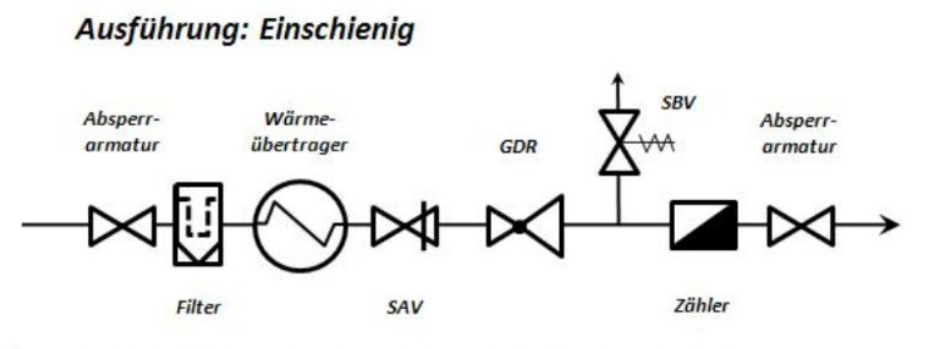 Ausführung: Einschienig
Absperr-
armatur
Wärme-
übertrager
GDR
SBV
Absperr-
armatur
Filter
SAV
Zähler